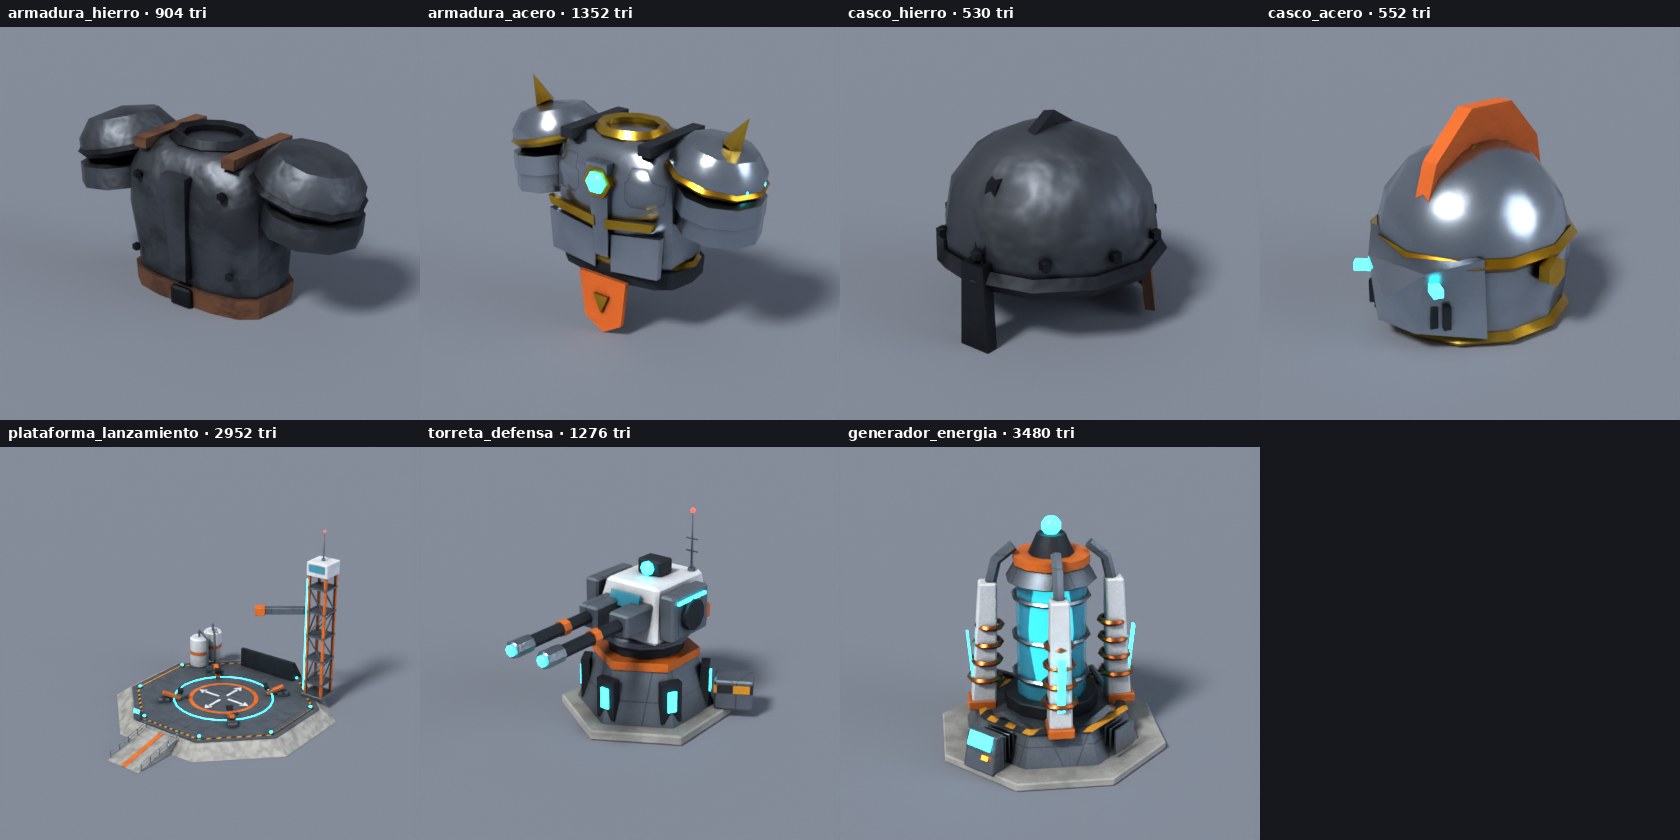 armadura_hierro · 904 tri
armadura_acero · 1352 tri
casco_hierro · 530 tri
casco_acero · 552 tri
plataforma_lanzamiento · 2952 tri
torreta_defensa · 1276 tri
generador_energia · 3480 tri